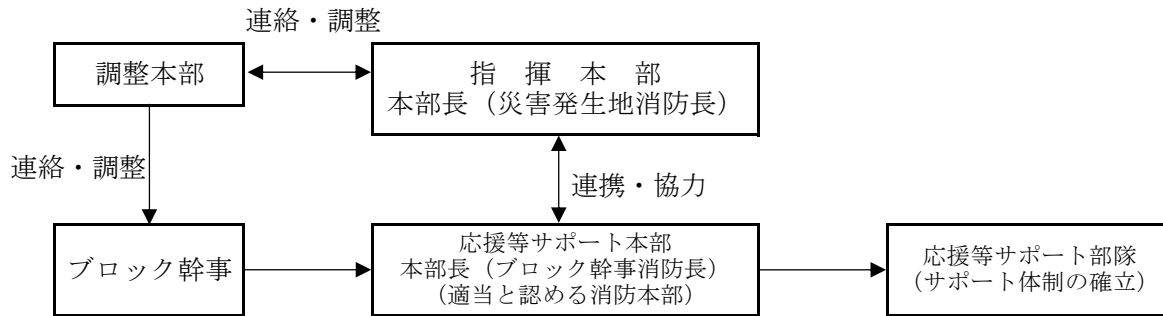 連絡・調整
調整本部
指　揮　本　部
本部長（災害発生地消防長）
連絡・調整
連携・協力
ブロック幹事
応援等サポート本部
本部長（ブロック幹事消防長）
（適当と認める消防本部）
応援等サポート部隊
（サポート体制の確立）